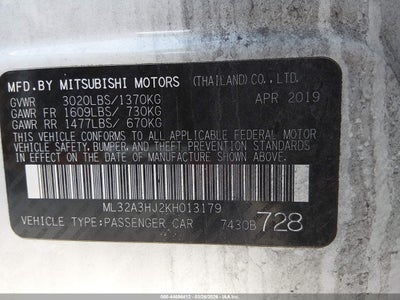 MFD.BY MITSUBISHI MOTORS (THAILAND) CO., LTD.
GVWR 3020LBS/1370KG APR 2019
GAWR FR 1609LBS/ 730KG
GAWR RR 1477LBS/ 670KG
THIS VEHICLE CONFORMS TO ALL APPLICABLE FEDERAL MOTOR
VEHICLE SAFETY, BUMPER, AND THEFT PREVENTION STANDARDS
IN EFFECT ON THE DATE OF MANUFACTURE SHOWN ABOVE.
ML32A3HJ2KH013179
VEHICLE TYPE:PASSENGER CAR 7430B 728